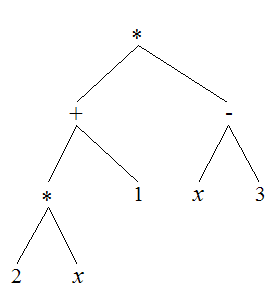 *
+ -
* 1 x 3
2 x